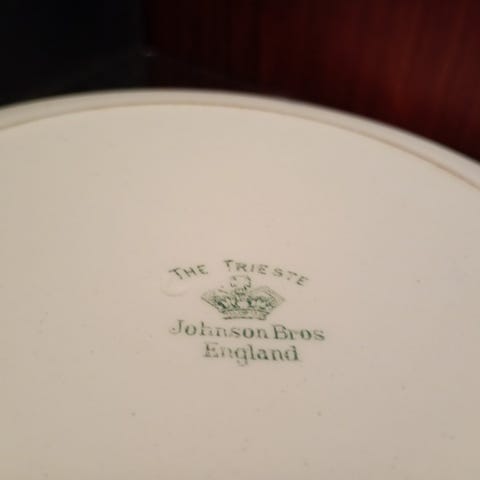 THE TRIESTE
Johnson Bros
England